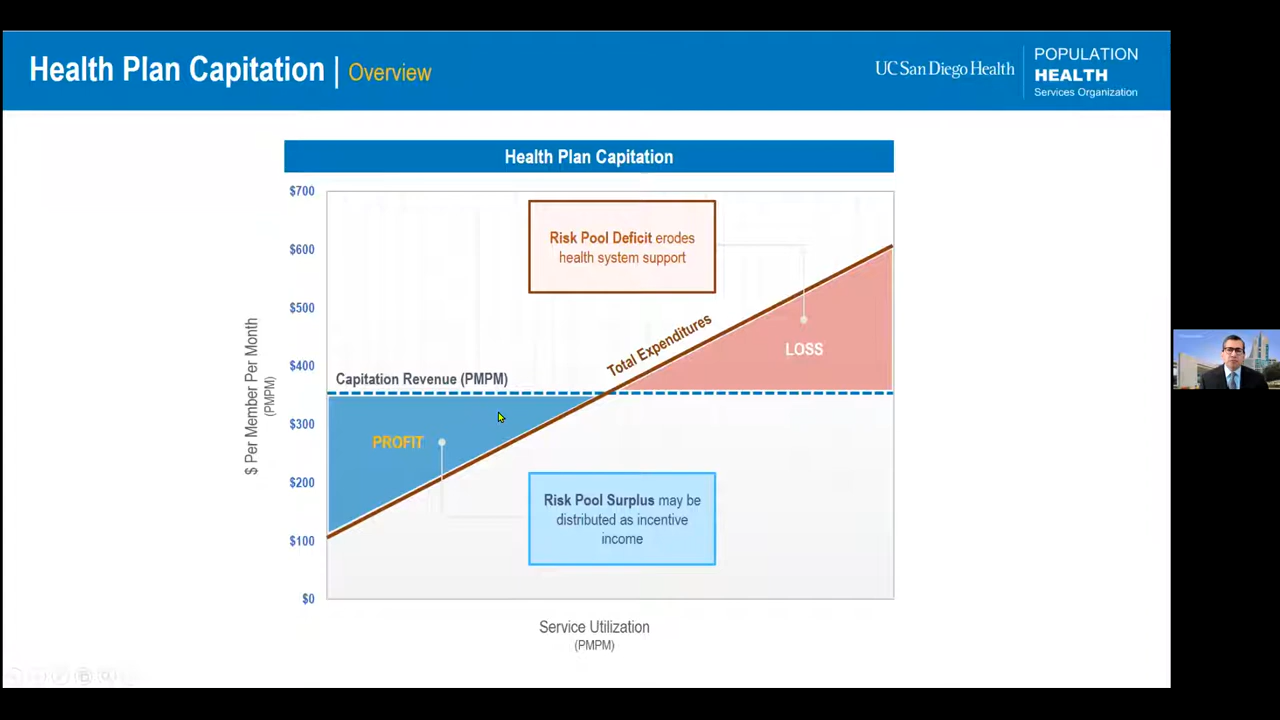 Health Plan Capitation | Overview
UC San Diego Health
POPULATION
HEALTH
Services Organization
Health Plan Capitation
$700
$600
$500
$400
$300
$200
$100
$0
$ Per Member Per Month
(PMPM)
Risk Pool Deficit erodes
health system support
Total Expenditures
LOSS
Capitation Revenue (PMPM)
PROFIT
Risk Pool Surplus may be
distributed as incentive
income
Service Utilization
(PMPM)